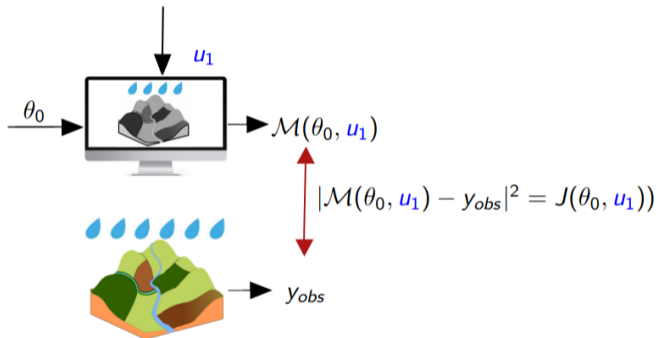 u₁
θ₀
ℳ(θ₀, u₁)
|ℳ(θ₀, u₁) − y_obs|² = J(θ₀, u₁))
y_obs